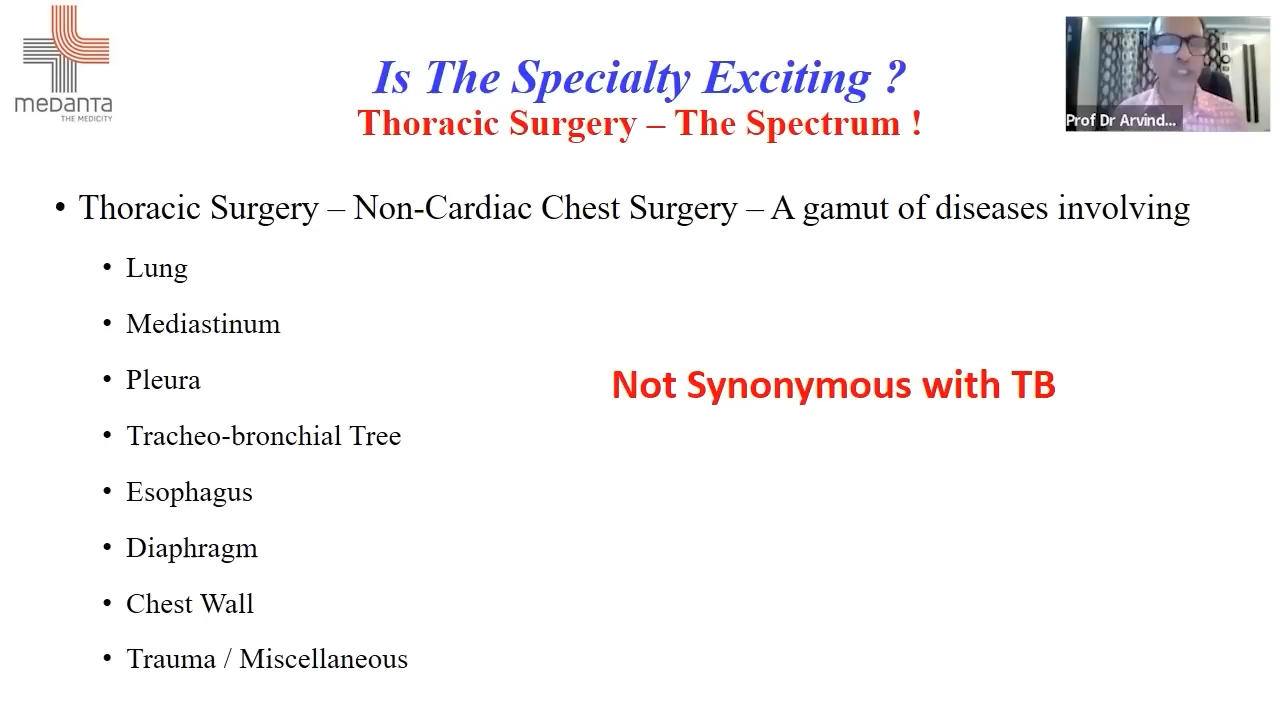 medanta
THE MEDICITY
Is The Specialty Exciting ?
Thoracic Surgery – The Spectrum !
Prof Dr Arvind...
• Thoracic Surgery – Non-Cardiac Chest Surgery – A gamut of diseases involving
• Lung
• Mediastinum
• Pleura
Not Synonymous with TB
• Tracheo-bronchial Tree
• Esophagus
• Diaphragm
• Chest Wall
• Trauma / Miscellaneous